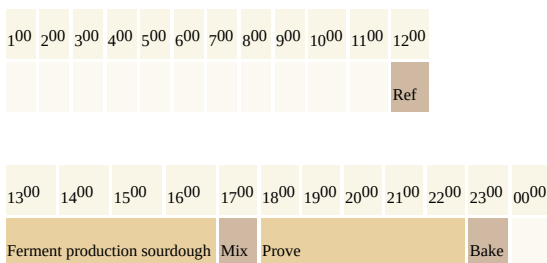 1⁰⁰ 2⁰⁰ 3⁰⁰ 4⁰⁰ 5⁰⁰ 6⁰⁰ 7⁰⁰ 8⁰⁰ 9⁰⁰ 10⁰⁰ 11⁰⁰ 12⁰⁰
Ref
13⁰⁰ 14⁰⁰ 15⁰⁰ 16⁰⁰ 17⁰⁰ 18⁰⁰ 19⁰⁰ 20⁰⁰ 21⁰⁰ 22⁰⁰ 23⁰⁰ 00⁰⁰
Ferment production sourdough Mix Prove Bake